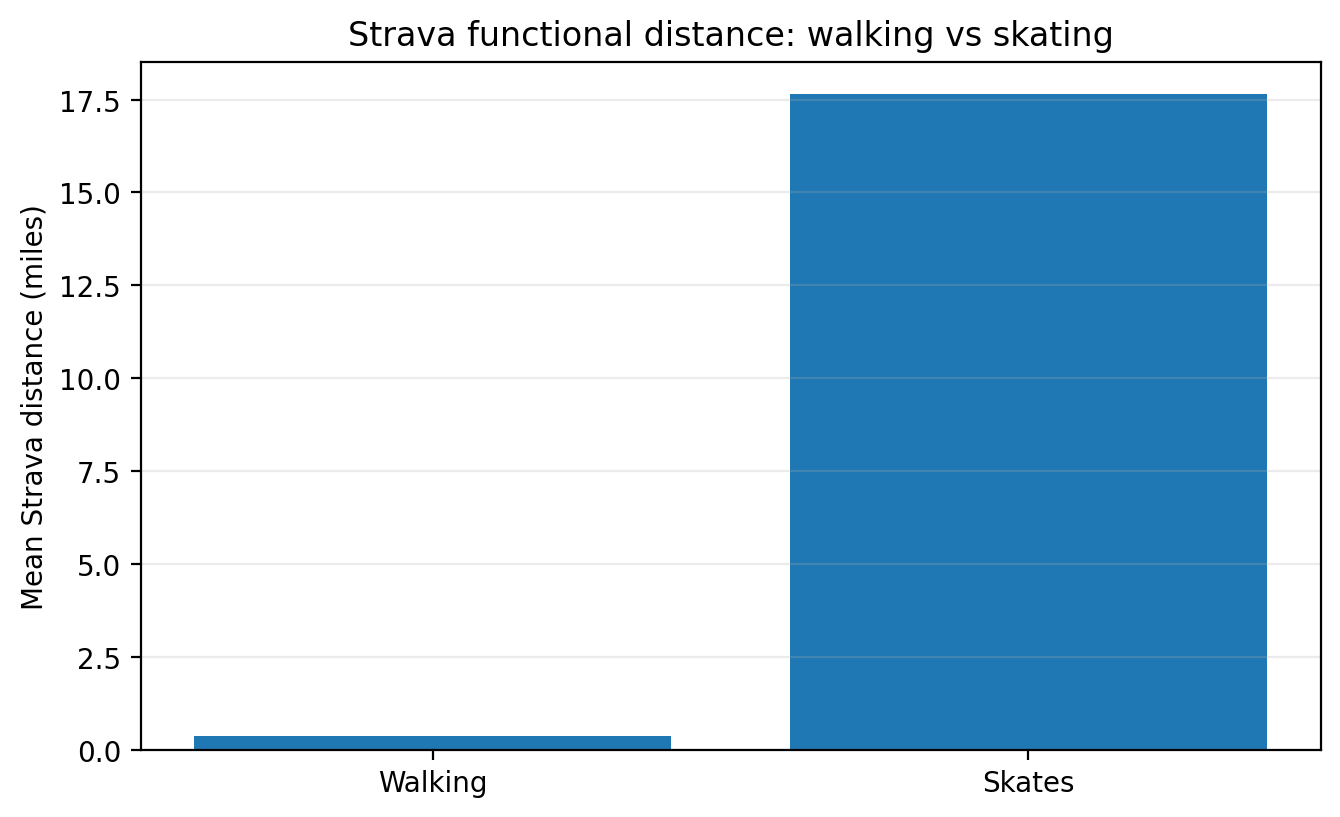 Strava functional distance: walking vs skating
Mean Strava distance (miles)
17.5
15.0
12.5
10.0
7.5
5.0
2.5
0.0
Walking
Skates